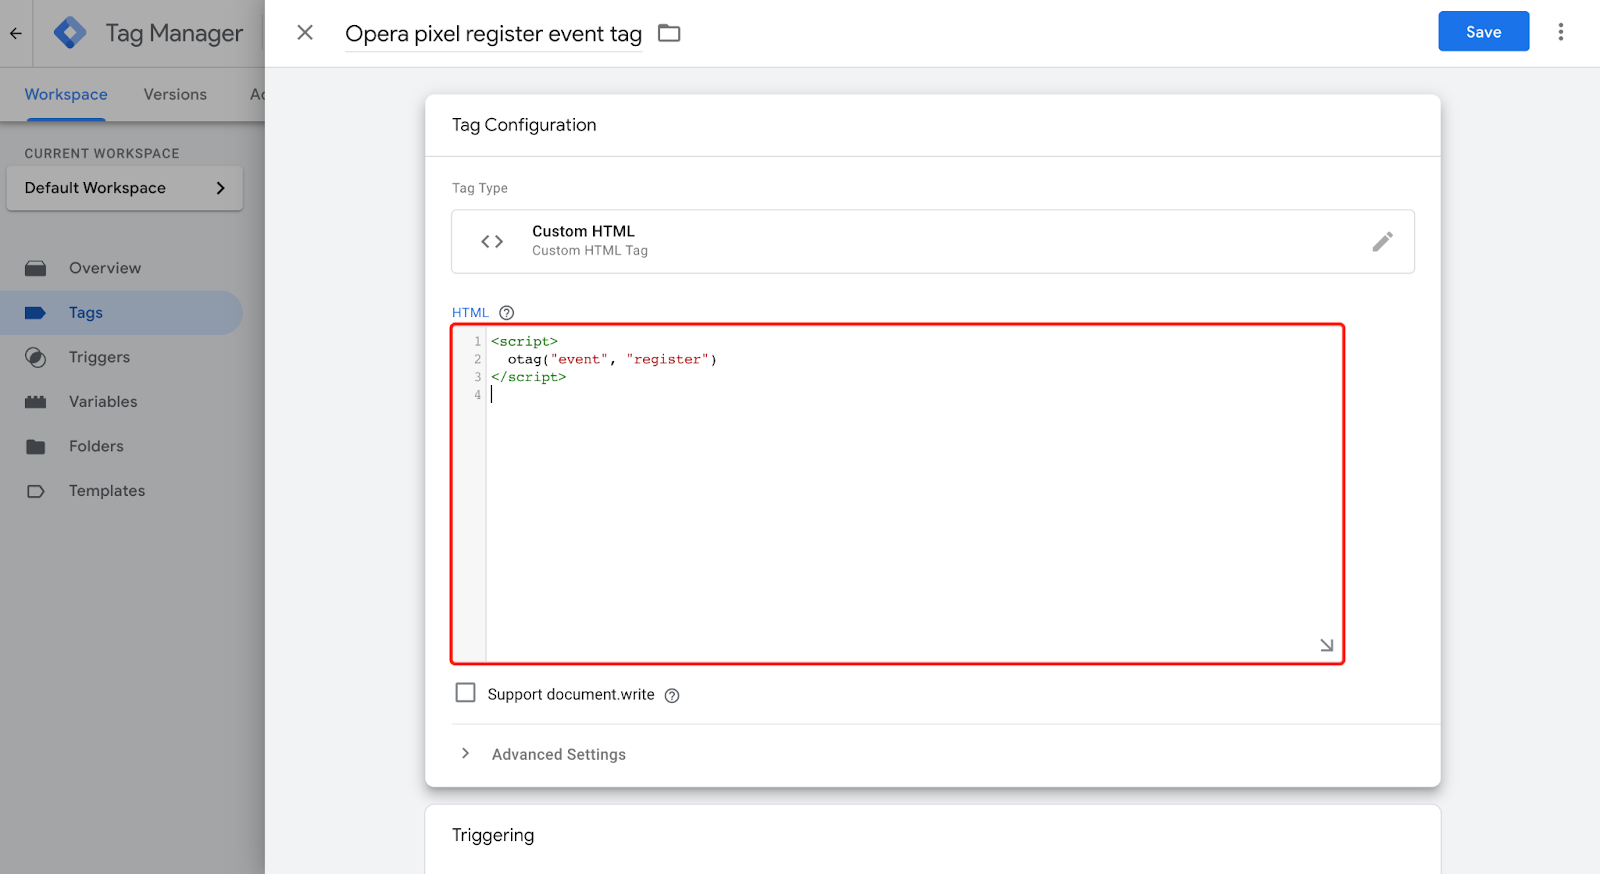 Tag Manager
Opera pixel register event tag
Save
Workspace Versions Ac
CURRENT WORKSPACE
Default Workspace
Overview
Tags
Triggers
Variables
Folders
Templates
Tag Configuration
Tag Type
Custom HTML
Custom HTML Tag
HTML
1 <script>
2 otag("event", "register")
3 </script>
4
Support document.write
Advanced Settings
Triggering